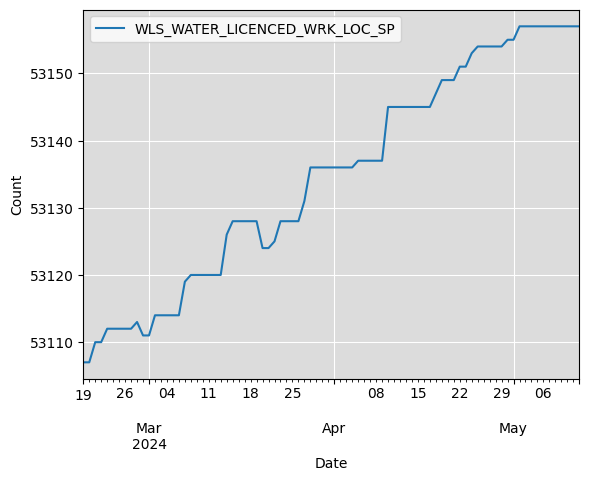 WLS_WATER_LICENCED_WRK_LOC_SP
53150
53140
53130
53120
53110
Count
19 26 04 11 18 25 08 15 22 29 06
Mar Apr May
2024
Date